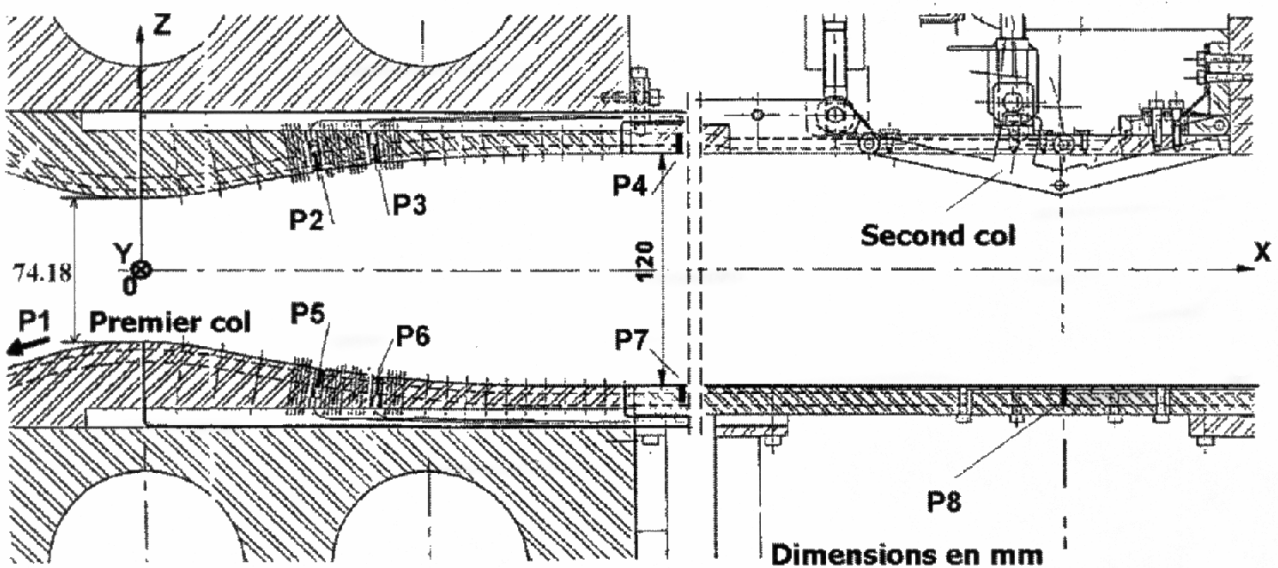 Z
P2
P3
P4
Second col
X
Y
0
74.18
120
P1
Premier col
P5
P6
P7
P8
Dimensions en mm